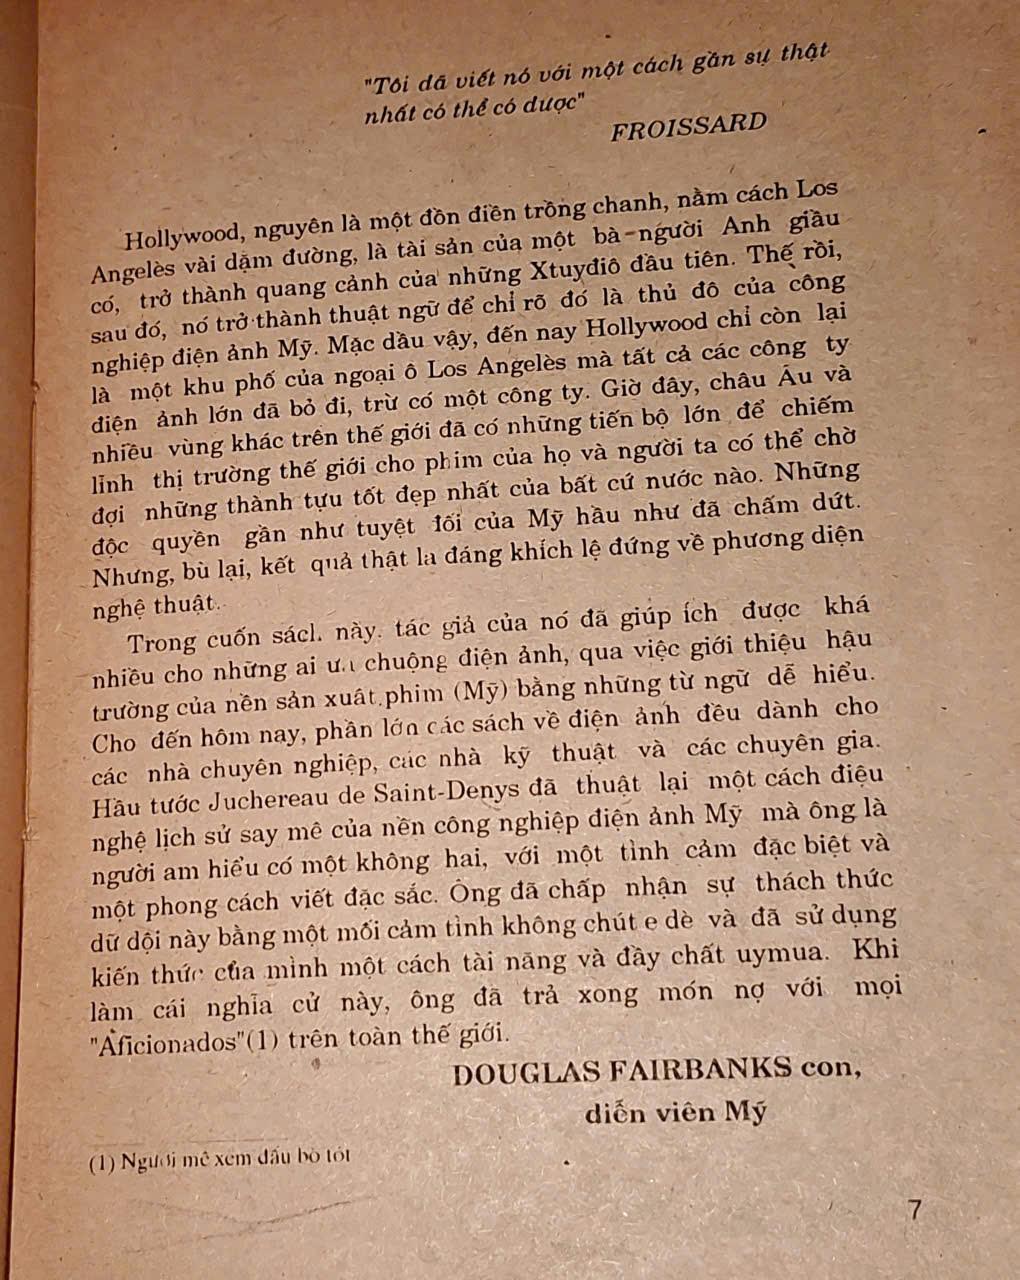 "Tôi dã viết nó với một cách gần sự thật
nhất có thể có dược"
FROISSARD
Hollywood, nguyên là một đồn điền trồng chanh, nằm cách Los
Angelès vài dặm đường, là tài sản của một bà người Anh giầu
có, trở thành quang cảnh của những Xtuyđiô đầu tiên. Thế rồi,
sau đó, nó trở thành thuật ngữ để chỉ rõ đó là thủ đô của công
nghiệp điện ảnh Mỹ. Mặc dầu vậy, đến nay Hollywood chỉ còn lại
là một khu phố của ngoại ô Los Angelès mà tất cả các công ty
điện ảnh lớn đã bỏ đi, trừ có một công ty. Giờ đây, châu Âu và
nhiều vùng khác trên thế giới đã có những tiến bộ lớn để chiếm
lĩnh thị trường thế giới cho phim của họ và người ta có thể chờ
đợi những thành tựu tốt đẹp nhất của bất cứ nước nào. Những
độc quyền gần như tuyệt đối của Mỹ hầu như đã chấm dứt.
Nhưng, bù lại, kết quả thật la đáng khích lệ đứng về phương diện
nghệ thuật.
Trong cuốn sách này. tác giả của nó đã giúp ích được khá
nhiều cho những ai ưa chuộng điện ảnh, qua việc giới thiệu hậu
trường của nền sản xuất phim (Mỹ) bằng những từ ngữ dễ hiểu.
Cho đến hôm nay, phần lớn các sách về điện ảnh đều dành cho
các nhà chuyên nghiệp, các nhà kỹ thuật và các chuyên gia.
Hầu tước Juchereau de Saint-Denys đã thuật lại một cách điệu
nghệ lịch sử say mê của nền công nghiệp điện ảnh Mỹ mà ông là
người am hiểu có một không hai, với một tình cảm đặc biệt và
một phong cách viết đặc sắc. Ông đã chấp nhận sự thách thức
dữ dội này bằng một mối cảm tình không chút e dè và đã sử dụng
kiến thức của mình một cách tài năng và đầy chất uymua. Khi
làm cái nghĩa cử này, ông đã trả xong món nợ với mọi
"Aficionados"(1) trên toàn thế giới.
DOUGLAS FAIRBANKS con,
diễn viên Mỹ
(1) Người mê xem đấu bò tót
7